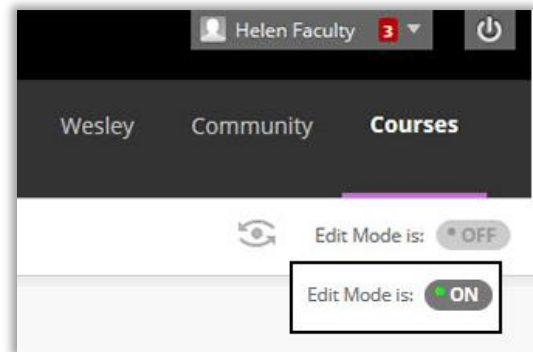 Helen Faculty 3
Wesley Community Courses
Edit Mode is: OFF
Edit Mode is: ON